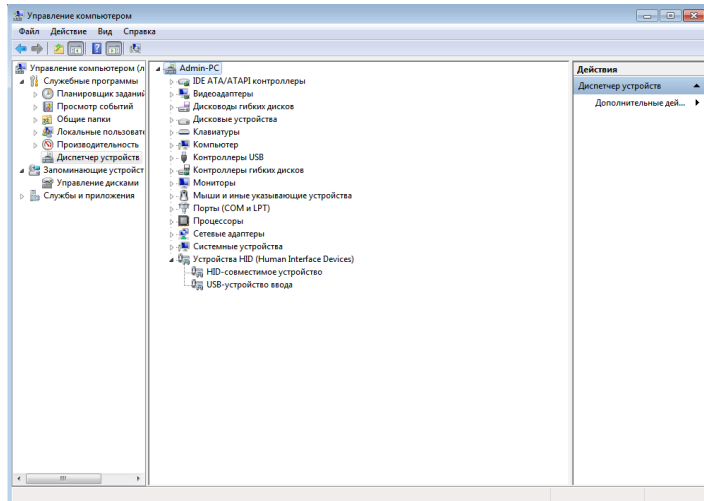 Управление компьютером
Файл Действие Вид Справка
Управление компьютером (л
Служебные программы
Планировщик заданий
Просмотр событий
Общие папки
Локальные пользовате
Производительность
Диспетчер устройств
Запоминающие устройст
Управление дисками
Службы и приложения
Admin-PC
IDE ATA/ATAPI контроллеры
Видеоадаптеры
Дисководы гибких дисков
Дисковые устройства
Клавиатуры
Компьютер
Контроллеры USB
Контроллеры гибких дисков
Мониторы
Мыши и иные указывающие устройства
Порты (COM и LPT)
Процессоры
Сетевые адаптеры
Системные устройства
Устройства HID (Human Interface Devices)
HID-совместимое устройство
USB-устройство ввода
Действия
Диспетчер устройств
Дополнительные дей...